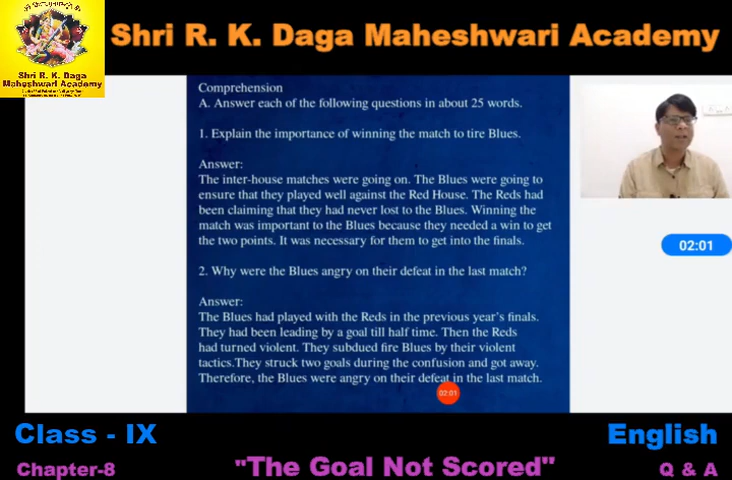 Shri R. K. Daga Maheshwari Academy
Shri R. K. Daga
Maheshwari Academy
Comprehension
A. Answer each of the following questions in about 25 words.
1. Explain the importance of winning the match to tire Blues.
Answer:
The inter-house matches were going on. The Blues were going to
ensure that they played well against the Red House. The Reds had
been claiming that they had never lost to the Blues. Winning the
match was important to the Blues because they needed a win to get
the two points. It was necessary for them to get into the finals.
02:01
2. Why were the Blues angry on their defeat in the last match?
Answer:
The Blues had played with the Reds in the previous year's finals.
They had been leading by a goal till half time. Then the Reds
had turned violent. They subdued fire Blues by their violent
tactics.They struck two goals during the confusion and got away.
Therefore, the Blues were angry on their defeat in the last match.
02:01
Class - IX
English
Chapter-8
"The Goal Not Scored"
Q & A